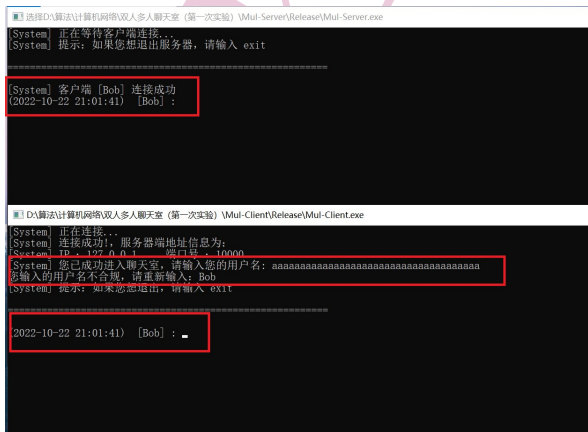 选择D:\算法\计算机网络\双人多人聊天室（第一次实验）\Mul-Server\Release\Mul-Server.exe
[System] 正在等待客户端连接...
[System] 提示：如果您想退出服务器，请输入 exit
==========================================================
[System] 客户端 [Bob] 连接成功
(2022-10-22 21:01:41) [Bob] :
D:\算法\计算机网络\双人多人聊天室（第一次实验）\Mul-Client\Release\Mul-Client.exe
[System] 正在连接...
[System] 连接成功!，服务器端地址信息为:
[System] IP : 127.0.0.1 端口号 : 10000
[System] 您已成功进入聊天室，请输入您的用户名: aaaaaaaaaaaaaaaaaaaaaaaaaaaaaaaaaaaaaa
您输入的用户名不合规，请重新输入: Bob
[System] 提示: 如果您想退出，请输入 exit
==========================================================
(2022-10-22 21:01:41) [Bob] :